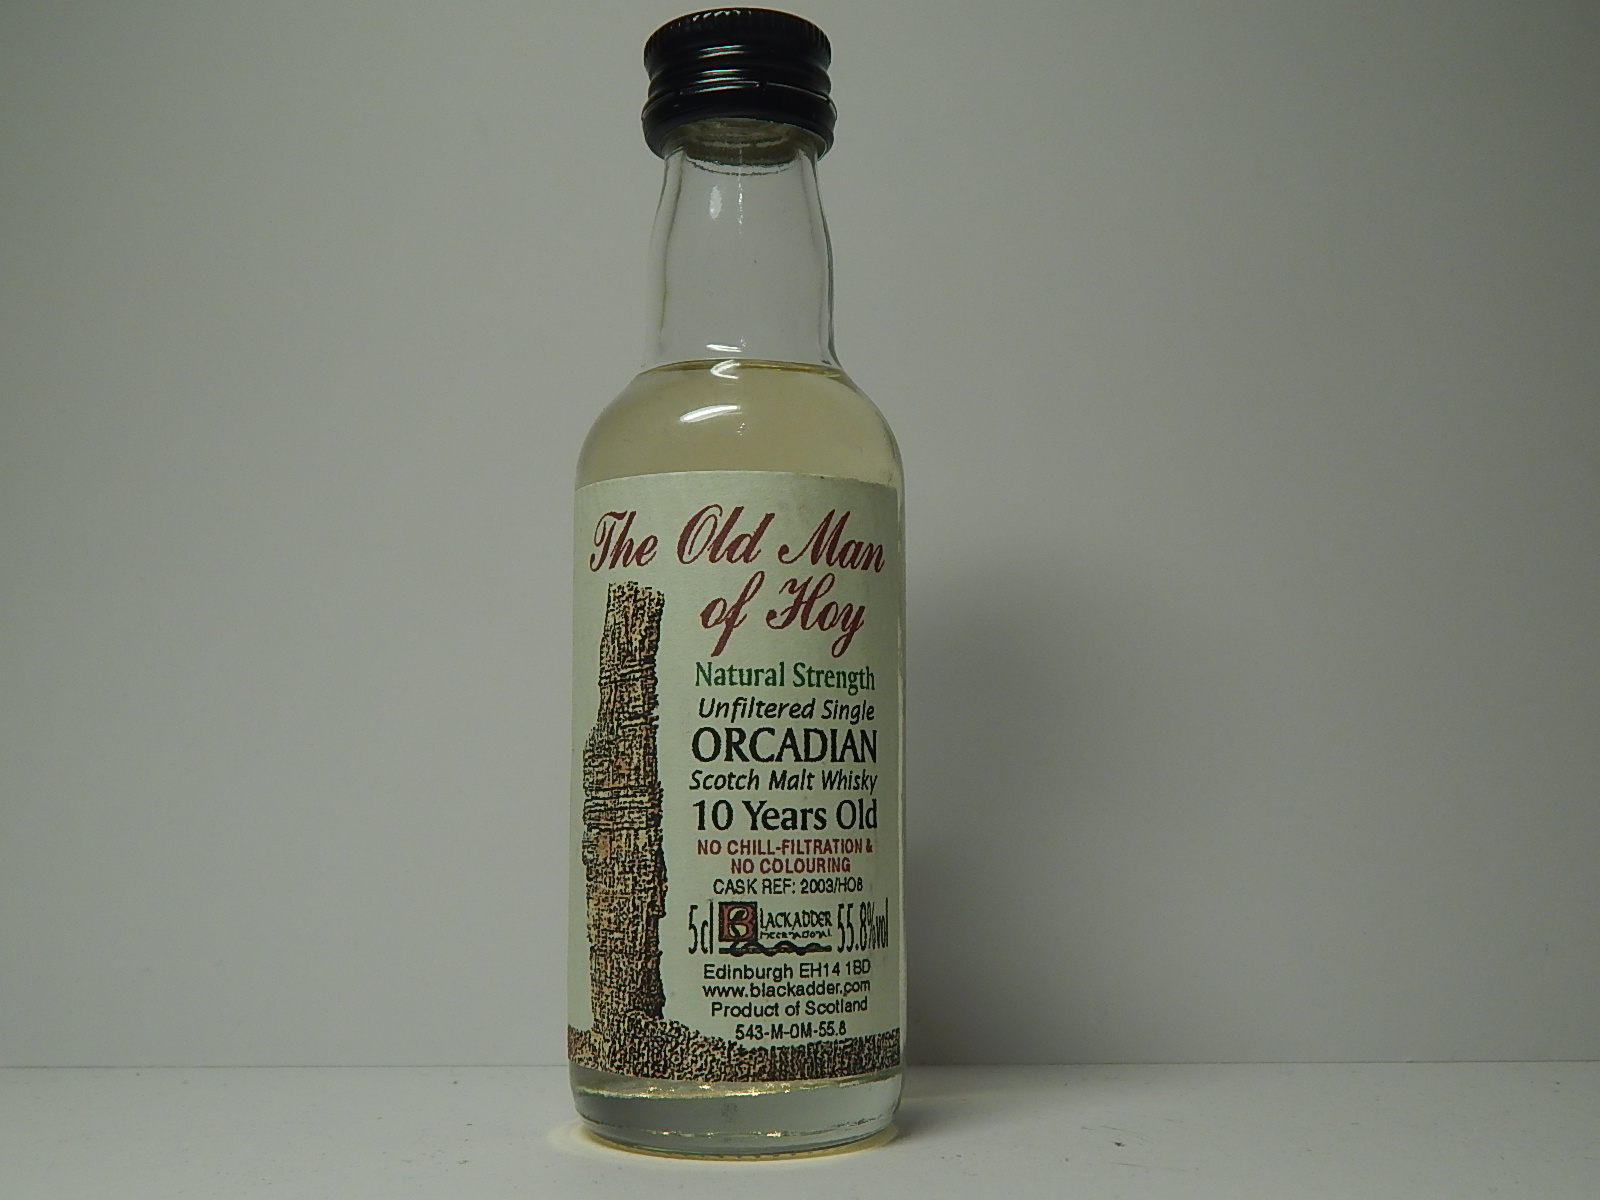 The Old Man
of Hoy
Natural Strength
Unfiltered Single
ORCADIAN
Scotch Malt Whisky
10 Years Old
NO CHILL-FILTRATION &
NO COLOURING
CASK REF: 2003/HO8
5cl BLACKADDER 55.8%vol
INTERNATIONAL
Edinburgh EH14 1BD
www.blackadder.com
Product of Scotland
543-M-OM-55.8